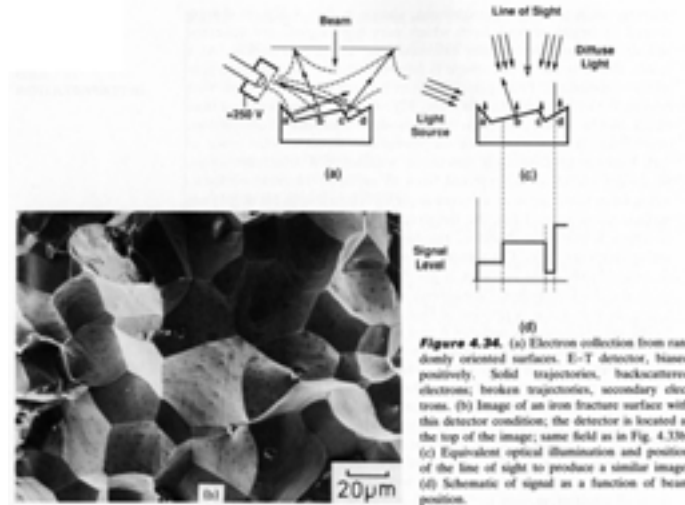 Beam
+250 V
a b c d
(a)
Line of Sight
Diffuse
Light
Light
Source
a b c d
(c)
Signal
Level
(d)
(b)
20μm
Figure 4.34. (a) Electron collection from ran
domly oriented surfaces. E-T detector, biase
positively. Solid trajectories, backscattere
electrons; broken trajectories, secondary elec
trons. (b) Image of an iron fracture surface wit
this detector condition; the detector is located a
the top of the image; same field as in Fig. 4.33b
(c) Equivalent optical illumination and position
of the line of sight to produce a similar image
(d) Schematic of signal as a function of beam
position.